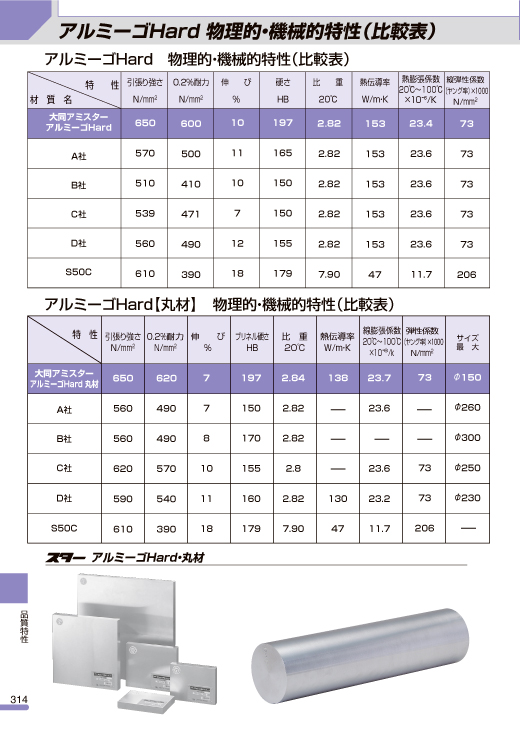 アルミーゴHard 物理的・機械的特性（比較表）
アルミーゴHard　物理的・機械的特性（比較表）
特　性 引張り強さ 0.2%耐力 伸　び 硬さ 比　重 熱伝導率 熱膨張係数 縦弾性係数
20℃〜100℃ (ヤング率)×1000
材 質 名 N/mm² N/mm² % HB 20℃ W/m・K ×10⁻⁶/K N/mm²
大同アミスター
アルミーゴHard 650 600 10 197 2.82 153 23.4 73
A社 570 500 11 165 2.82 153 23.6 73
B社 510 410 10 150 2.82 153 23.6 73
C社 539 471 7 150 2.82 153 23.6 73
D社 560 490 12 155 2.82 153 23.6 73
S50C 610 390 18 179 7.90 47 11.7 206
アルミーゴHard【丸材】　物理的・機械的特性（比較表）
特　性 引張り強さ 0.2%耐力 伸　び ブリネル硬さ 比　重 熱伝導率 線膨張係数 弾性係数 サイズ
20℃〜100℃ (ヤング率)×1000
N/mm² N/mm² % HB 20℃ W/m・K ×10⁻⁶/k N/mm² 最　大
大同アミスター
アルミーゴHard 丸材 650 620 7 197 2.84 138 23.7 73 Φ150
A社 560 490 7 150 2.82 — 23.6 — Φ260
B社 560 490 8 170 2.82 — — — Φ300
C社 620 570 10 155 2.8 — 23.6 73 Φ250
D社 590 540 11 160 2.82 130 23.2 73 Φ230
S50C 610 390 18 179 7.90 47 11.7 206 —
スター アルミーゴHard・丸材
品質特性
314